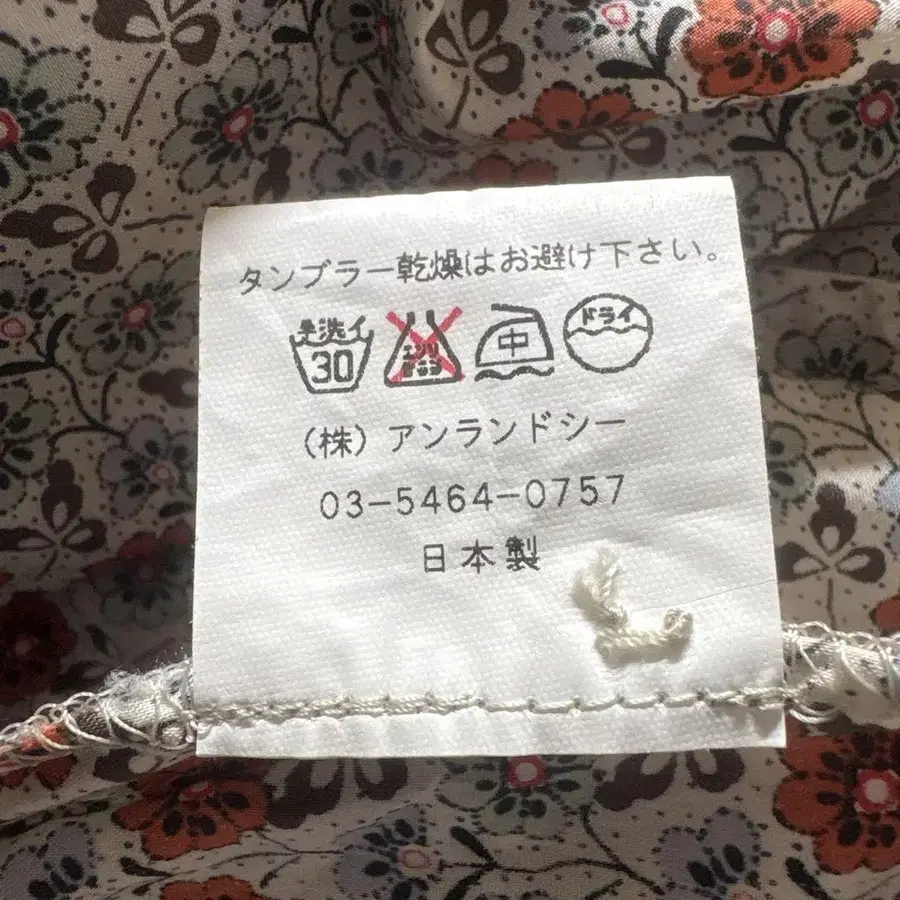 タンブラー乾燥はお避け下さい。
手洗イ 30 エンソ サラシ 中 ドライ
(株) アンランドシー
03-5464-0757
日本製